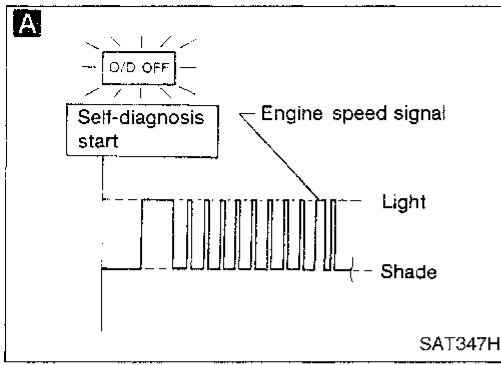 A
O/D OFF
Self-diagnosis
start
Engine speed signal
Light
Shade
SAT347H